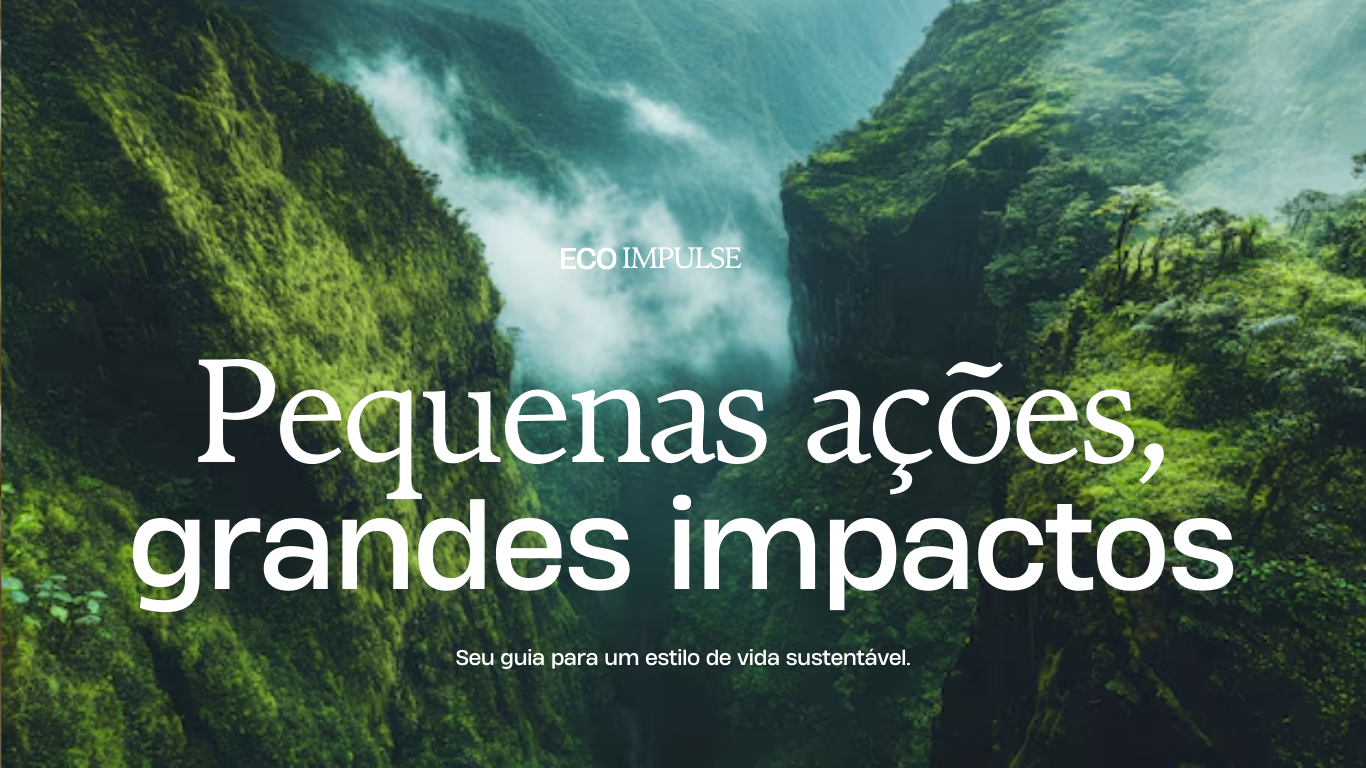 ECO IMPULSE
Pequenas ações,
grandes impactos
Seu guia para um estilo de vida sustentável.